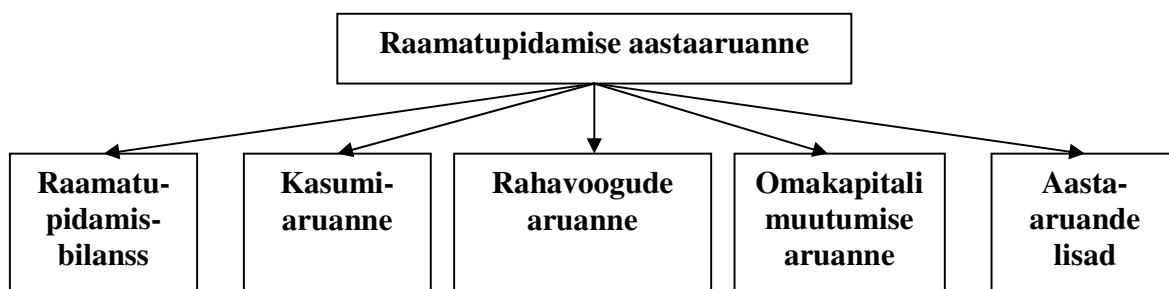 Raamatupidamise aastaaruanne
Raamatu-
pidamis-
bilanss
Kasumi-
aruanne
Rahavoogude
aruanne
Omakapitali
muutumise
aruanne
Aasta-
aruande
lisad